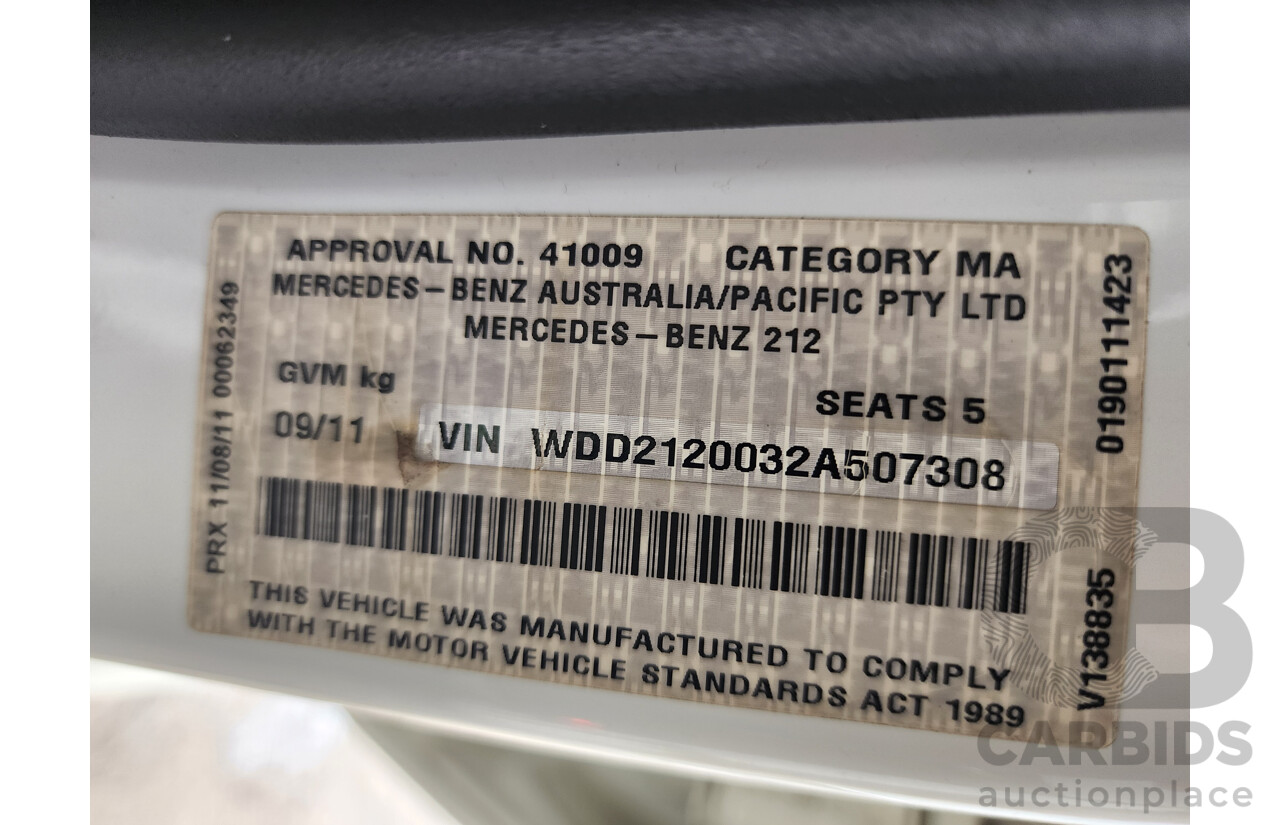 APPROVAL NO. 41009 CATEGORY MA
MERCEDES-BENZ AUSTRALIA/PACIFIC PTY LTD
MERCEDES-BENZ 212
GVM kg
SEATS 5
09/11 VIN WDD2120032A507308
THIS VEHICLE WAS MANUFACTURED TO COMPLY
WITH THE MOTOR VEHICLE STANDARDS ACT 1989
PRX 11/08/11 00062349
V138835 019011423
CB
CARBIDS
auctionplace